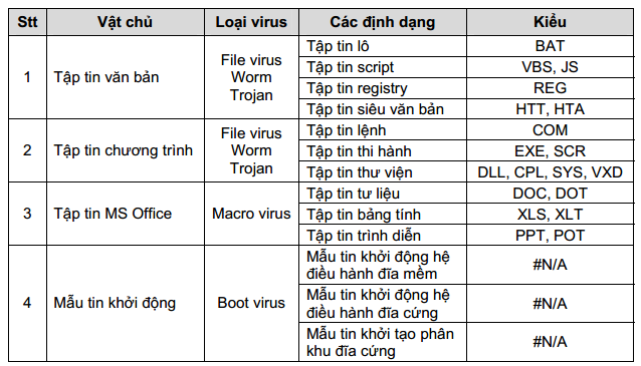 Stt Vật chủ Loại virus Các định dạng Kiểu
1 Tập tin văn bản File virus Worm Trojan Tập tin lô BAT
Tập tin script VBS, JS
Tập tin registry REG
Tập tin siêu văn bản HTT, HTA
2 Tập tin chương trình File virus Worm Trojan Tập tin lệnh COM
Tập tin thi hành EXE, SCR
Tập tin thư viện DLL, CPL, SYS, VXD
3 Tập tin MS Office Macro virus Tập tin tư liệu DOC, DOT
Tập tin bảng tính XLS, XLT
Tập tin trình diễn PPT, POT
4 Mẫu tin khởi động Boot virus Mẫu tin khởi động hệ
điều hành đĩa mềm #N/A
Mẫu tin khởi động hệ
điều hành đĩa cứng #N/A
Mẫu tin khởi tạo phân
khu đĩa cứng #N/A